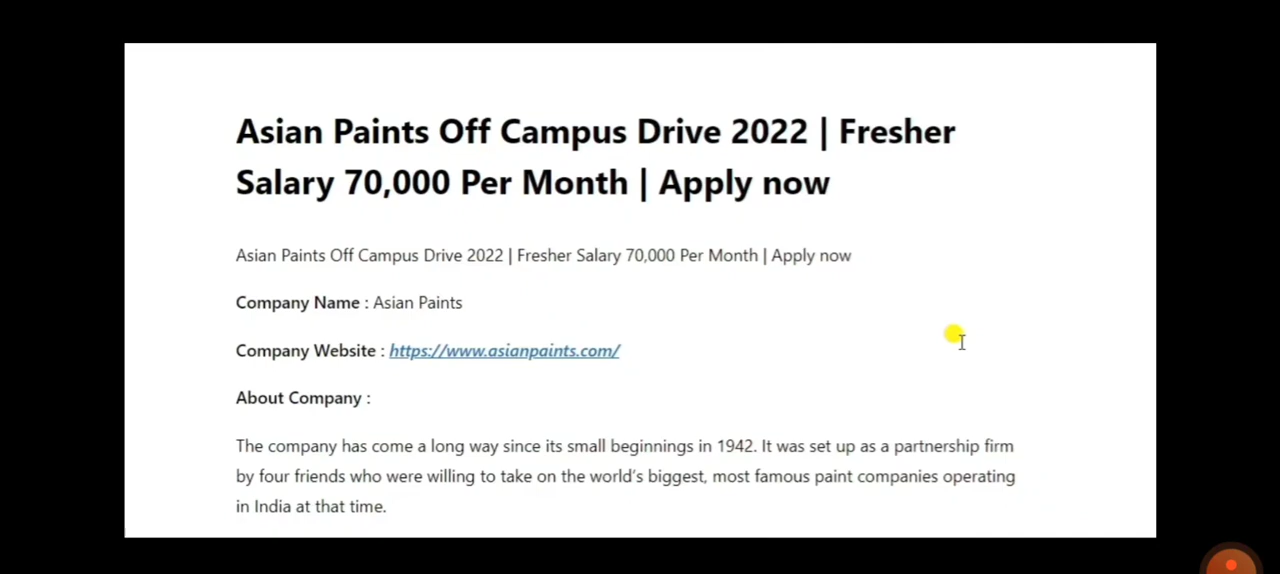 Asian Paints Off Campus Drive 2022 | Fresher
Salary 70,000 Per Month | Apply now
Asian Paints Off Campus Drive 2022 | Fresher Salary 70,000 Per Month | Apply now
Company Name : Asian Paints
Company Website : https://www.asianpaints.com/
About Company :
The company has come a long way since its small beginnings in 1942. It was set up as a partnership firm
by four friends who were willing to take on the world’s biggest, most famous paint companies operating
in India at that time.